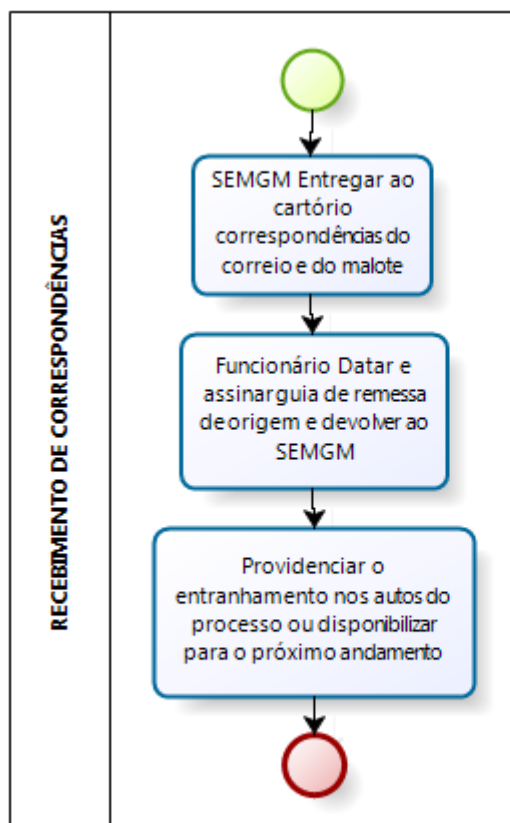 RECEBIMENTO DE CORRESPONDÊNCIAS
SEMGM Entregar ao
cartório
correspondências do
correio e do malote
Funcionário Datar e
assinar guia de remessa
de origem e devolver ao
SEMGM
Providenciar o
entranhamento nos autos do
processo ou disponibilizar
para o próximo andamento